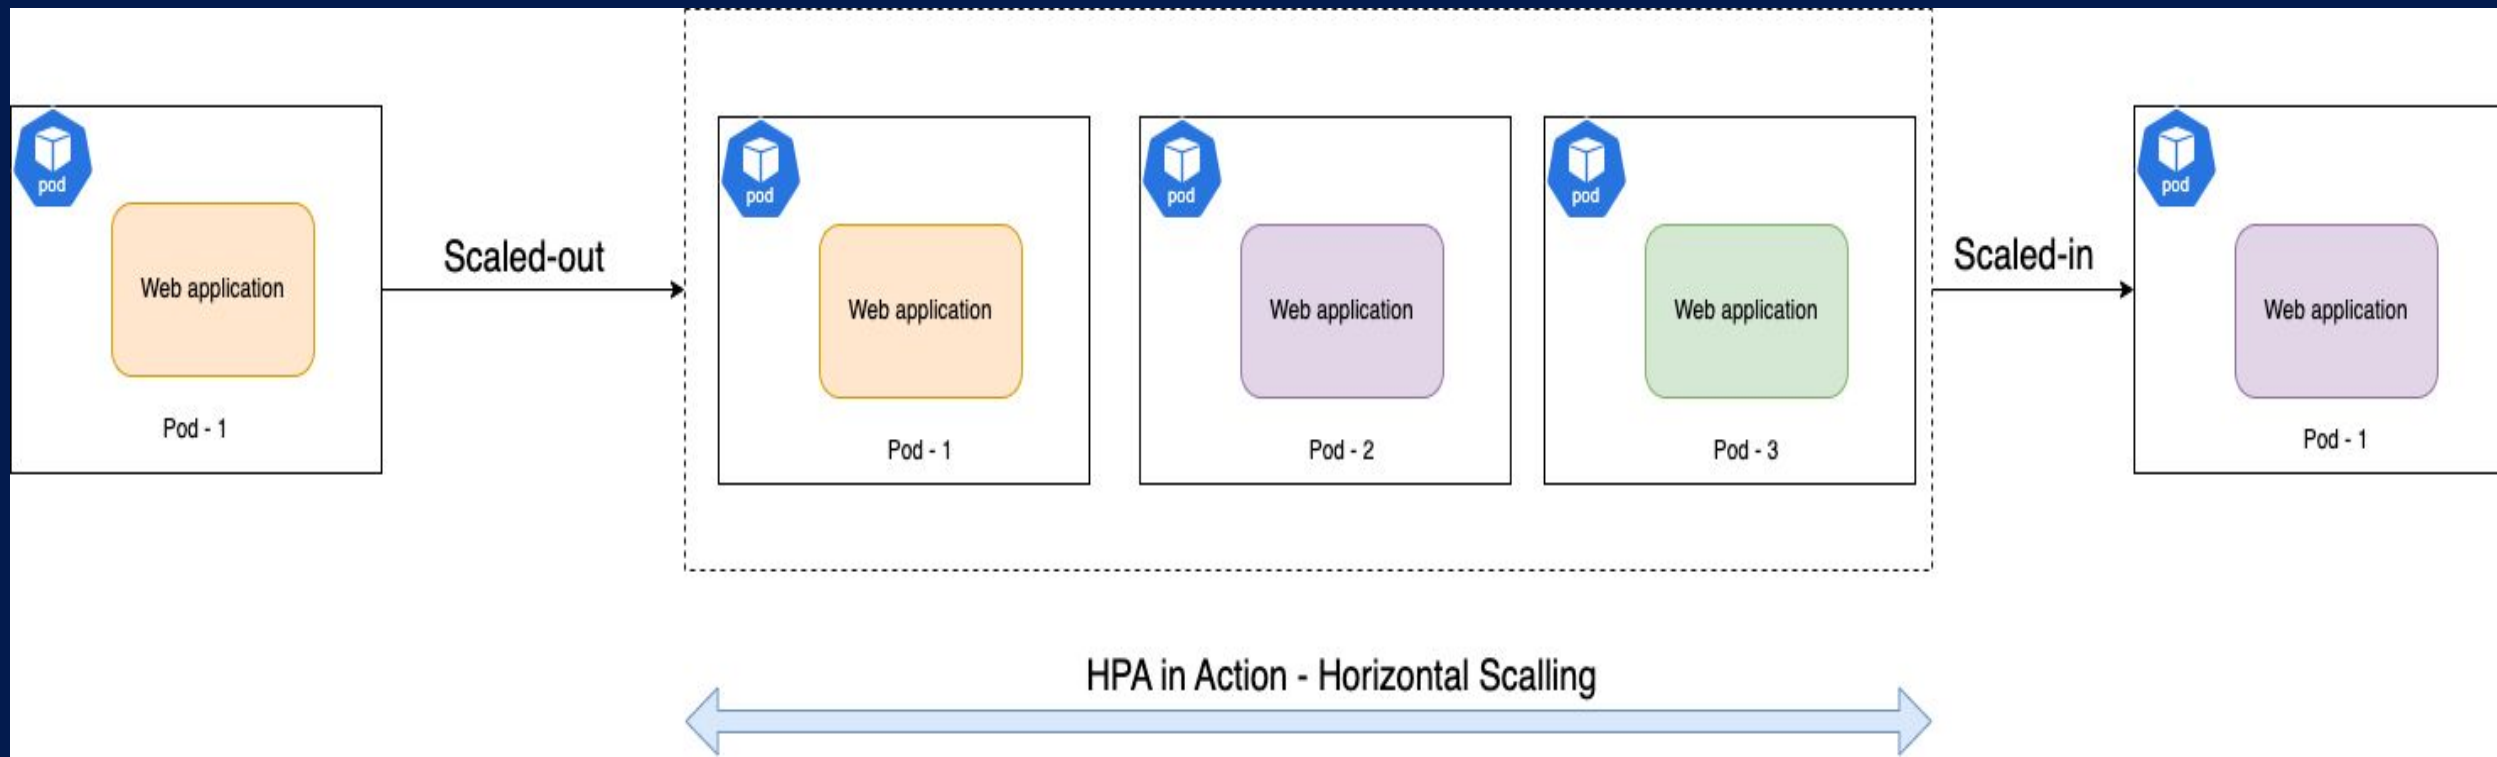 pod
Web application
Pod - 1
Scaled-out
pod
Web application
Pod - 1
pod
Web application
Pod - 2
pod
Web application
Pod - 3
Scaled-in
pod
Web application
Pod - 1
HPA in Action - Horizontal Scalling